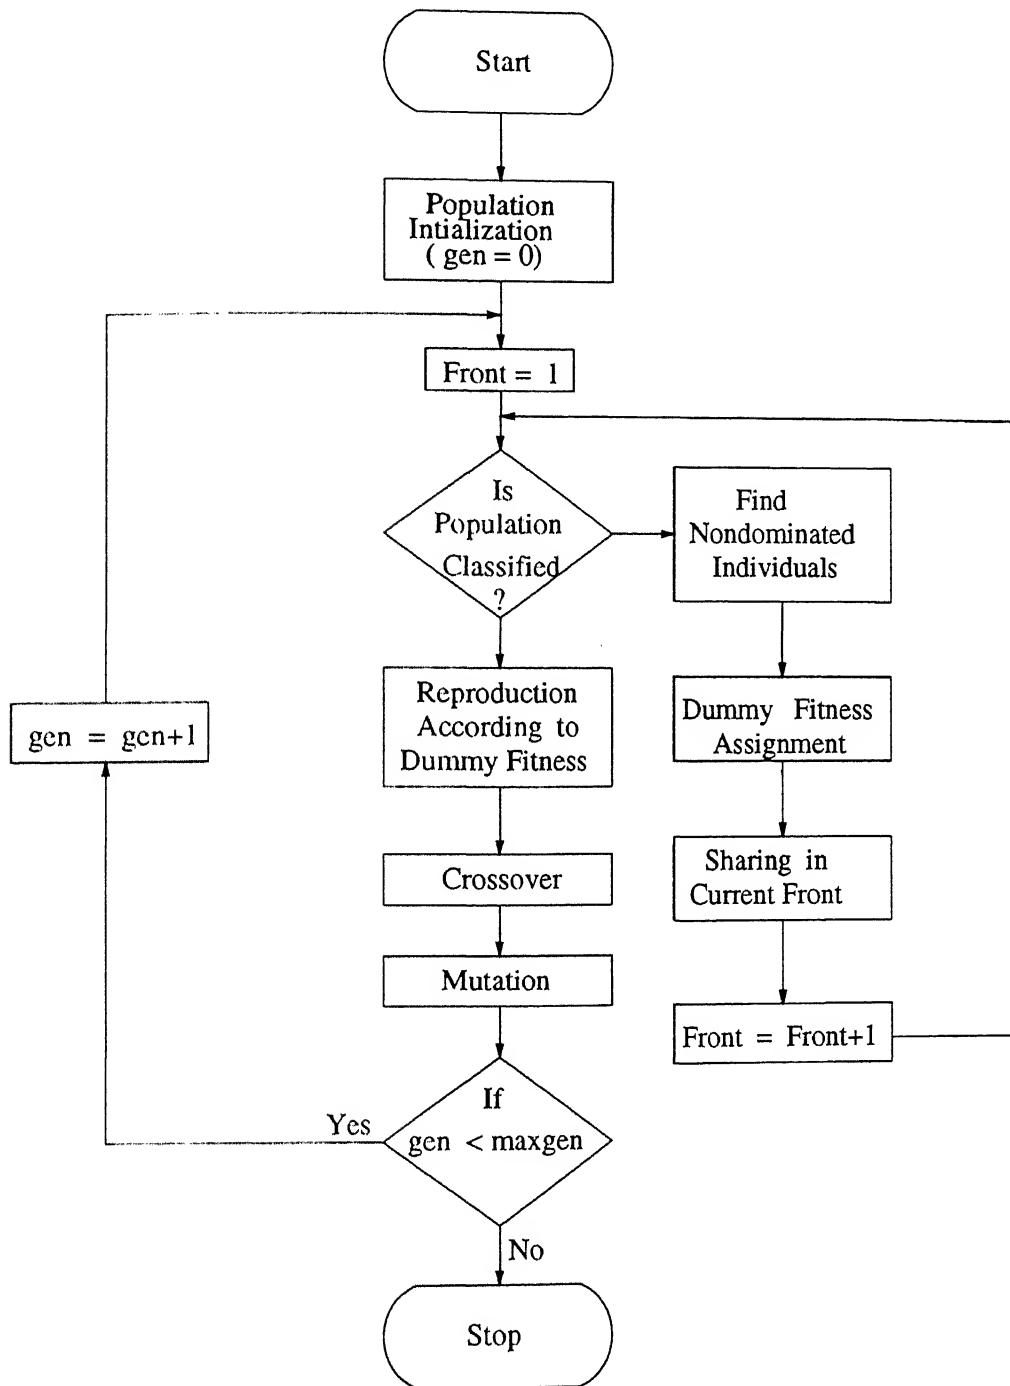 Start
Population
Intialization
( gen = 0)
Front = 1
Is
Population
Classified
?
Find
Nondominated
Individuals
Reproduction
According to
Dummy Fitness
Dummy Fitness
Assignment
gen = gen+1
Sharing in
Current Front
Crossover
Mutation
Front = Front+1
If
gen < maxgen
Yes
No
Stop